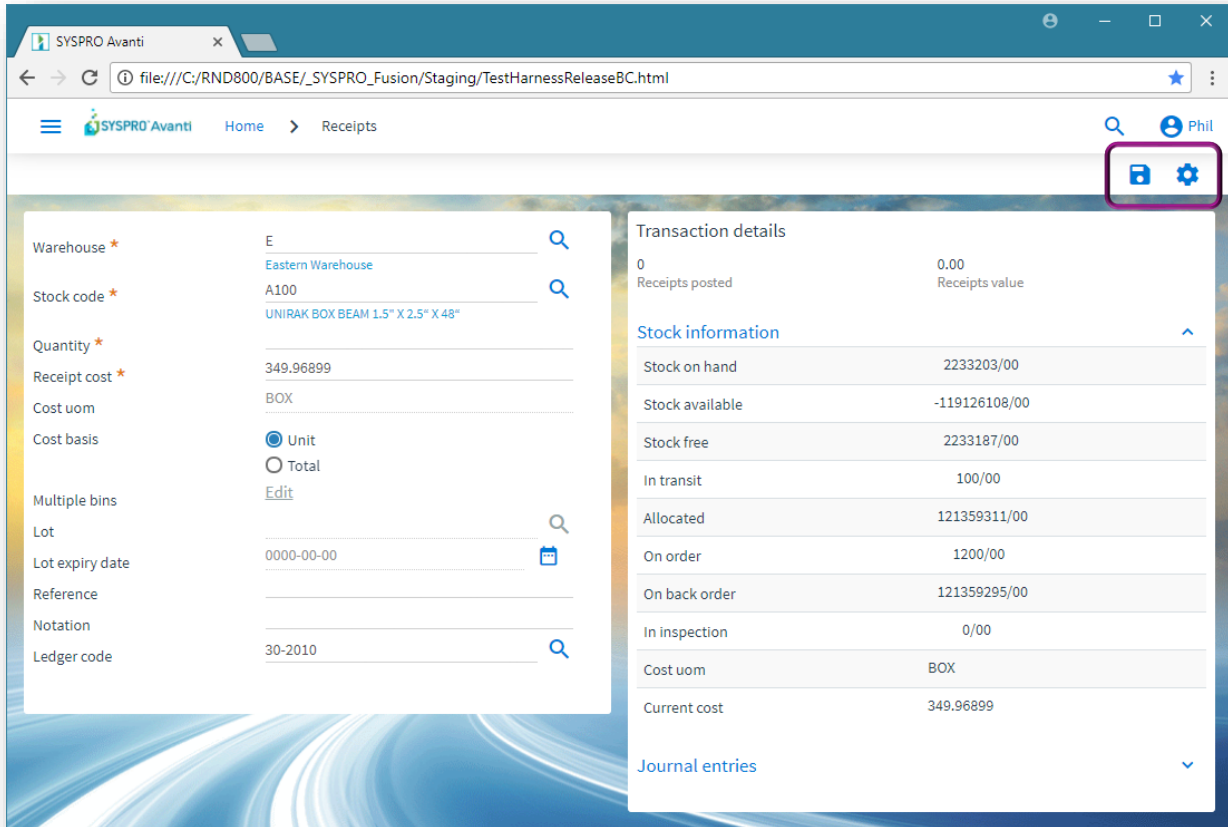 SYSPRO Avanti
file:///C:/RND800/BASE/_SYSPRO_Fusion/Staging/TestHarnessReleaseBC.html
SYSPRO Avanti Home > Receipts Phil
Warehouse * E
Eastern Warehouse
Stock code * A100
UNIRAK BOX BEAM 1.5" X 2.5" X 48"
Quantity *
Receipt cost * 349.96899
Cost uom BOX
Cost basis Unit
Total
Multiple bins Edit
Lot
Lot expiry date 0000-00-00
Reference
Notation
Ledger code 30-2010
Transaction details
0 0.00
Receipts posted Receipts value
Stock information
Stock on hand 2233203/00
Stock available -119126108/00
Stock free 2233187/00
In transit 100/00
Allocated 121359311/00
On order 1200/00
On back order 121359295/00
In inspection 0/00
Cost uom BOX
Current cost 349.96899
Journal entries